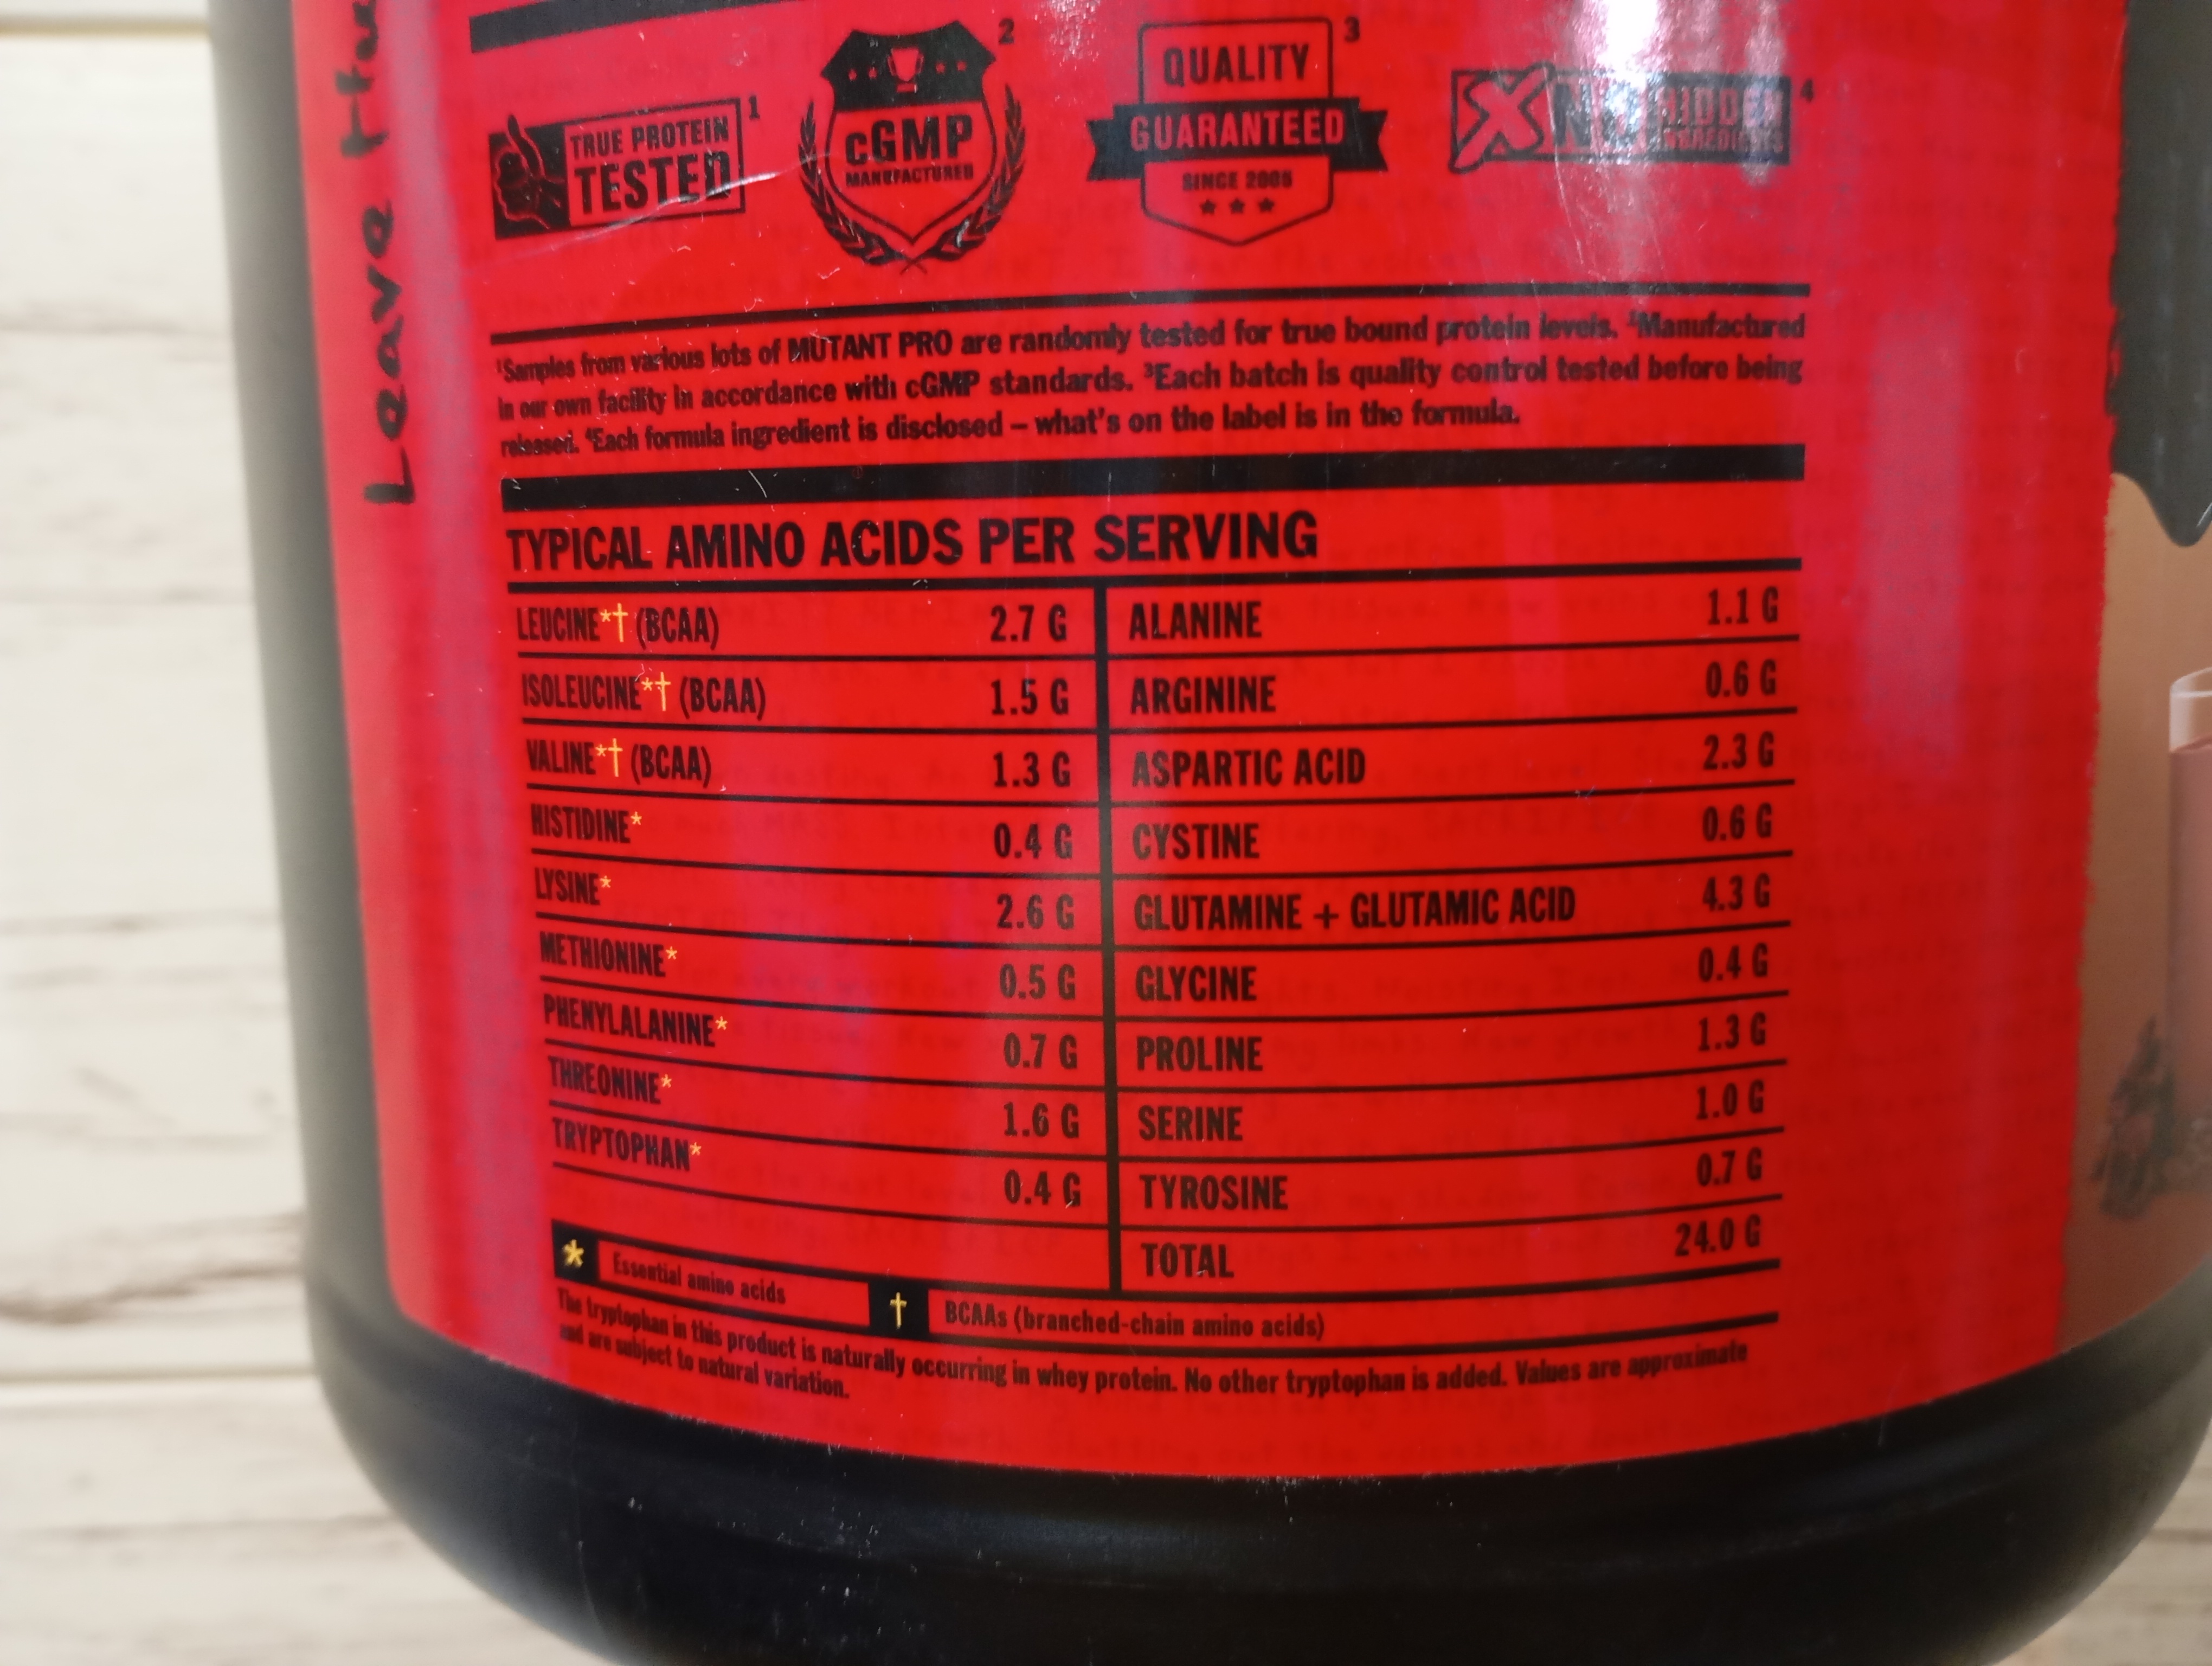 Leave Hu
TRUE PROTEIN
TESTED
1
cGMP
MANUFACTURED
2
QUALITY
GUARANTEED
SINCE 2005
3
HIDDEN
INGREDIENTS
4
¹Samples from various lots of MUTANT PRO are randomly tested for true bound protein levels. ²Manufactured
in our own facility in accordance with cGMP standards. ³Each batch is quality control tested before being
released. ⁴Each formula ingredient is disclosed – what's on the label is in the formula.
TYPICAL AMINO ACIDS PER SERVING
LEUCINE*† (BCAA) 2.7 G
ISOLEUCINE*† (BCAA) 1.5 G
VALINE*† (BCAA) 1.3 G
HISTIDINE* 0.4 G
LYSINE* 2.6 G
METHIONINE* 0.5 G
PHENYLALANINE* 0.7 G
THREONINE* 1.6 G
TRYPTOPHAN* 0.4 G
ALANINE 1.1 G
ARGININE 0.6 G
ASPARTIC ACID 2.3 G
CYSTINE 0.6 G
GLUTAMINE + GLUTAMIC ACID 4.3 G
GLYCINE 0.4 G
PROLINE 1.3 G
SERINE 1.0 G
TYROSINE 0.7 G
TOTAL 24.0 G
* Essential amino acids † BCAAs (branched-chain amino acids)
The tryptophan in this product is naturally occurring in whey protein. No other tryptophan is added. Values are approximate
and are subject to natural variation.